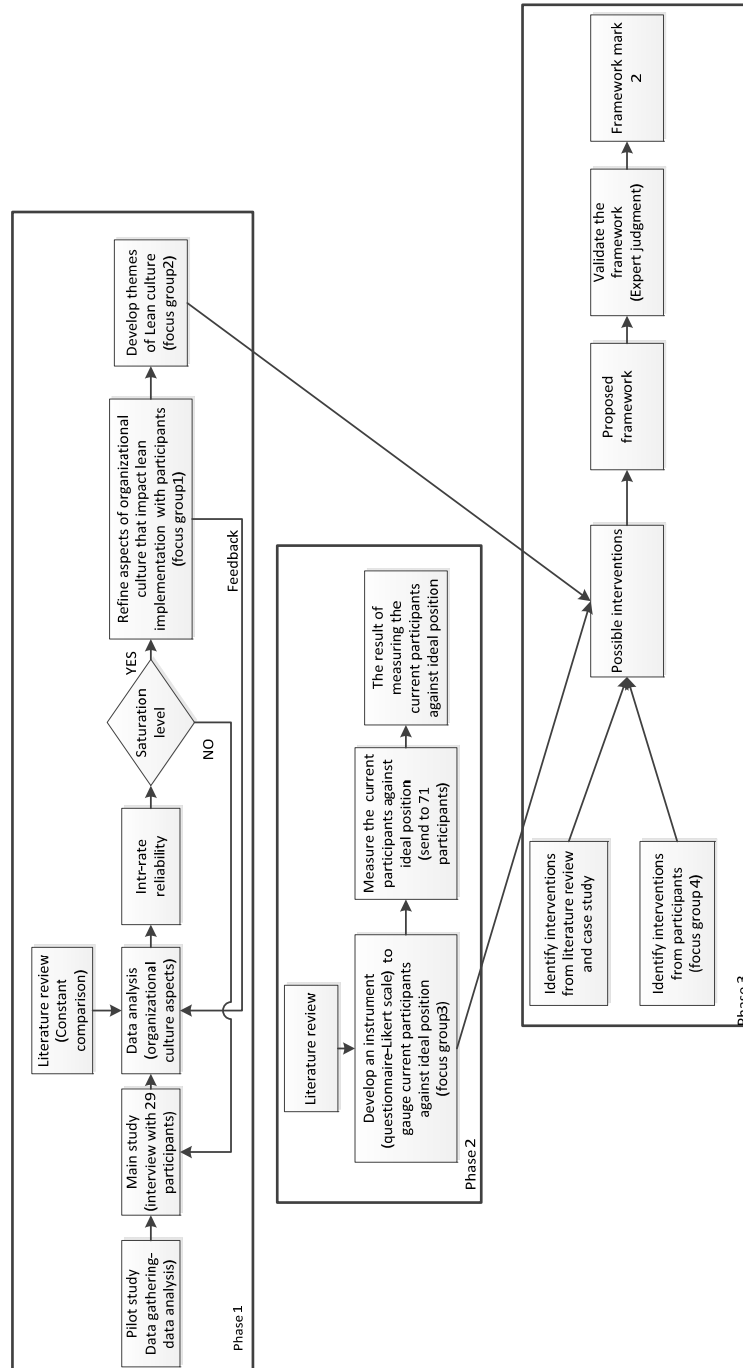 Pilot study
Data gathering-
data analysis)
Main study
(interview with 29
participants)
Literature review
(Constant
comparison)
Data analysis
(organizational
culture aspects)
Intr-rate
reliability
Saturation
level
YES
NO
Refine aspects of organizational
culture that impact lean
implementation with participants
(focus group1)
Feedback
Develop themes
of Lean culture
(focus group2)
Phase 1
Literature review
Develop an instrument
(questionnaire-Likert scale) to
gauge current participants
against ideal position
(focus group3)
Measure the current
participants against
ideal position
(send to 71
participants)
The result of
measuring the
current participants
against ideal position
Phase 2
Identify interventions
from literature review
and case study
Identify interventions
from participants
(focus group 4)
Possible interventions
Proposed
framework
Validate the
framework
(Expert judgment)
Framework mark
2
Phase 3